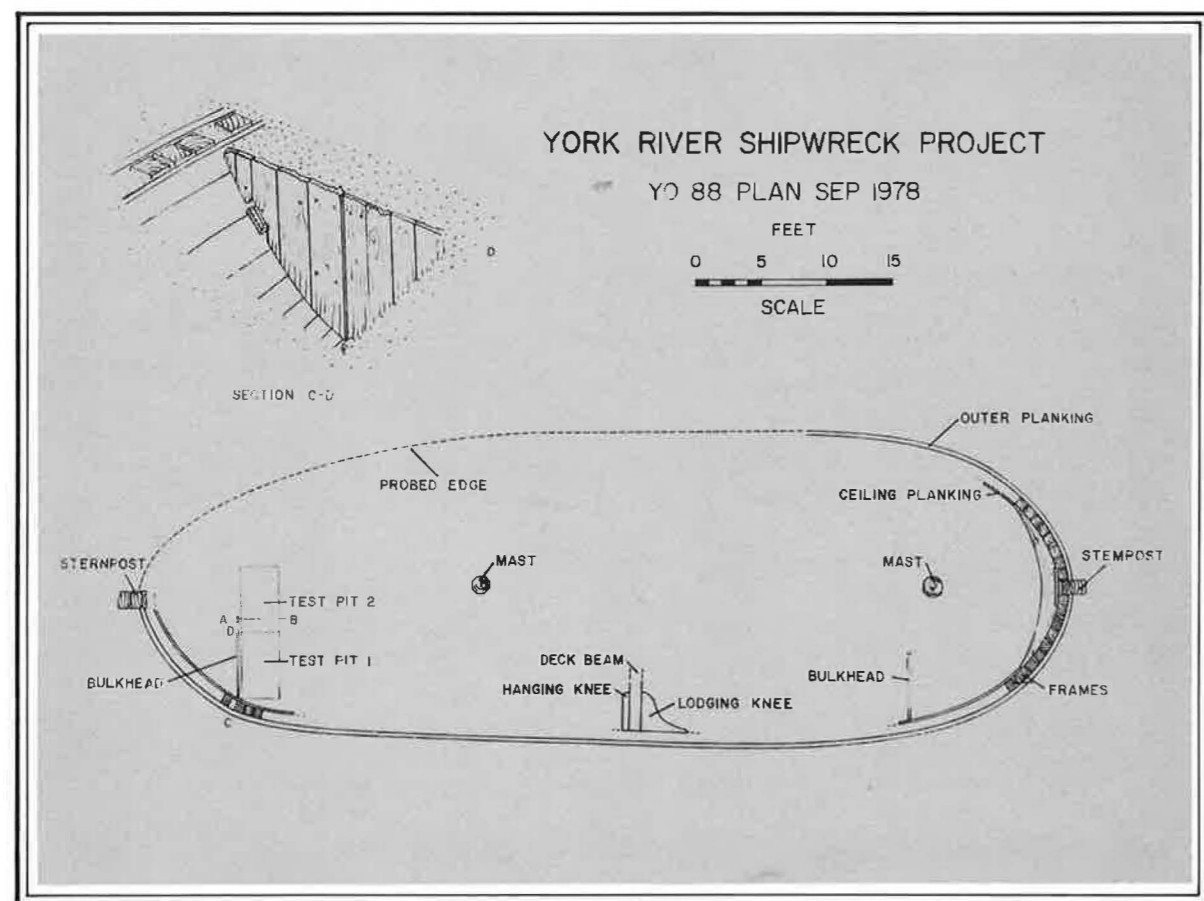 YORK RIVER SHIPWRECK PROJECT
YO 88 PLAN SEP 1978
FEET
0 5 10 15
SCALE
D
SECTION C-D
OUTER PLANKING
PROBED EDGE
CEILING PLANKING
STERNPOST
MAST
MAST
STEMPOST
TEST PIT 2
A
B
D
TEST PIT 1
BULKHEAD
DECK BEAM
HANGING KNEE
LODGING KNEE
BULKHEAD
FRAMES
C